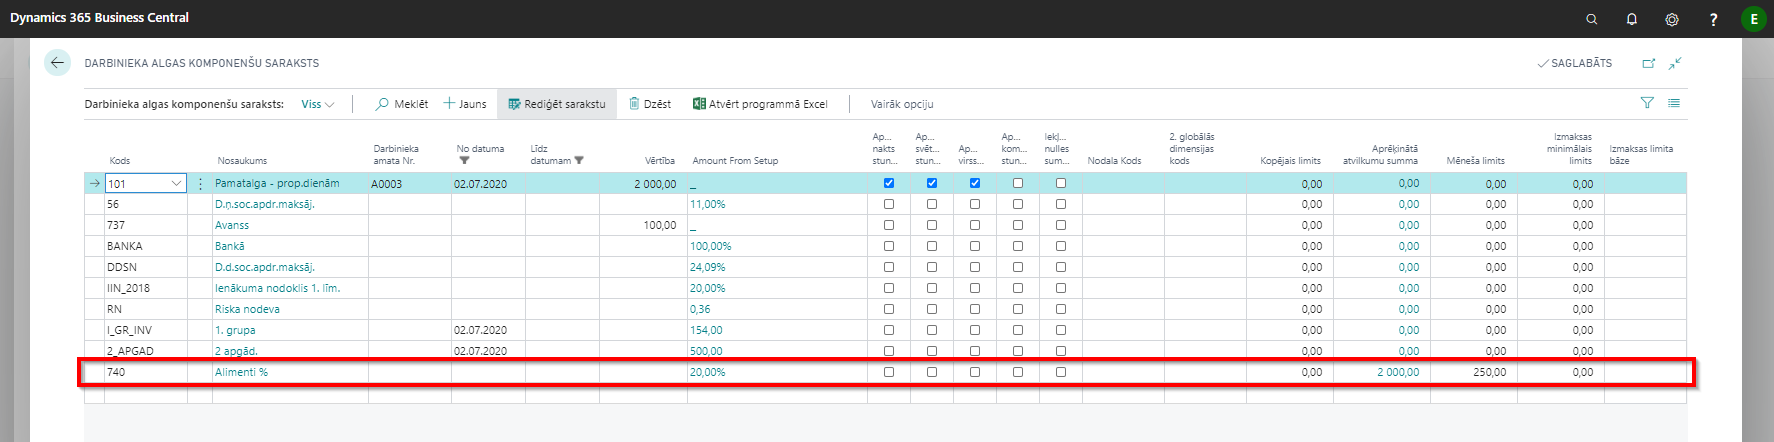 Dynamics 365 Business Central
?
E
DARBINIEKA ALGAS KOMPONENŠU SARAKSTS
SAGLABĀTS
Darbinieka algas komponenšu saraksts: Viss Meklēt Jauns Rediģēt sarakstu Dzēst Atvērt programmā Excel Vairāk opciju
Kods Nosaukums Darbinieka amata Nr. No datuma Līdz datumam Vērtība Amount From Setup Ap... nakts stun... Ap... svēt... stun... Ap... virss... Ap... kom... stun... Iekļ... nulles sum... Nodala Kods 2. globālās dimensijas kods Kopējais limits Aprēķinātā atvilkumu summa Mēneša limits Izmaksas minimālais limits Izmaksas limita bāze
101 Pamatalga - prop.dienām A0003 02.07.2020 2 000,00 _ 0,00 0,00 0,00 0,00
56 D.ņ.soc.apdr.maksāj. 11,00% 0,00 0,00 0,00 0,00
737 Avanss 100,00 _ 0,00 0,00 0,00 0,00
BANKA Bankā 100,00% 0,00 0,00 0,00 0,00
DDSN D.d.soc.apdr.maksāj. 24,09% 0,00 0,00 0,00 0,00
IIN_2018 Ienākuma nodoklis 1. līm. 20,00% 0,00 0,00 0,00 0,00
RN Riska nodeva 0,36 0,00 0,00 0,00 0,00
I_GR_INV 1. grupa 02.07.2020 154,00 0,00 0,00 0,00 0,00
2_APGAD 2 apgād. 02.07.2020 500,00 0,00 0,00 0,00 0,00
740 Alimenti % 20,00% 0,00 2 000,00 250,00 0,00